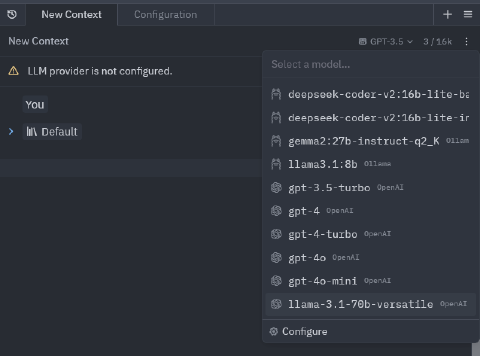 New Context
Configuration
New Context
GPT-3.5
3 / 16k
LLM provider is not configured.
You
Default
Select a model...
deepseek-coder-v2:16b-lite-ba
deepseek-coder-v2:16b-lite-in
gemma2:27b-instruct-q2_K Ollam
llama3.1:8b Ollama
gpt-3.5-turbo OpenAI
gpt-4 OpenAI
gpt-4-turbo OpenAI
gpt-4o OpenAI
gpt-4o-mini OpenAI
llama-3.1-70b-versatile OpenAI
Configure